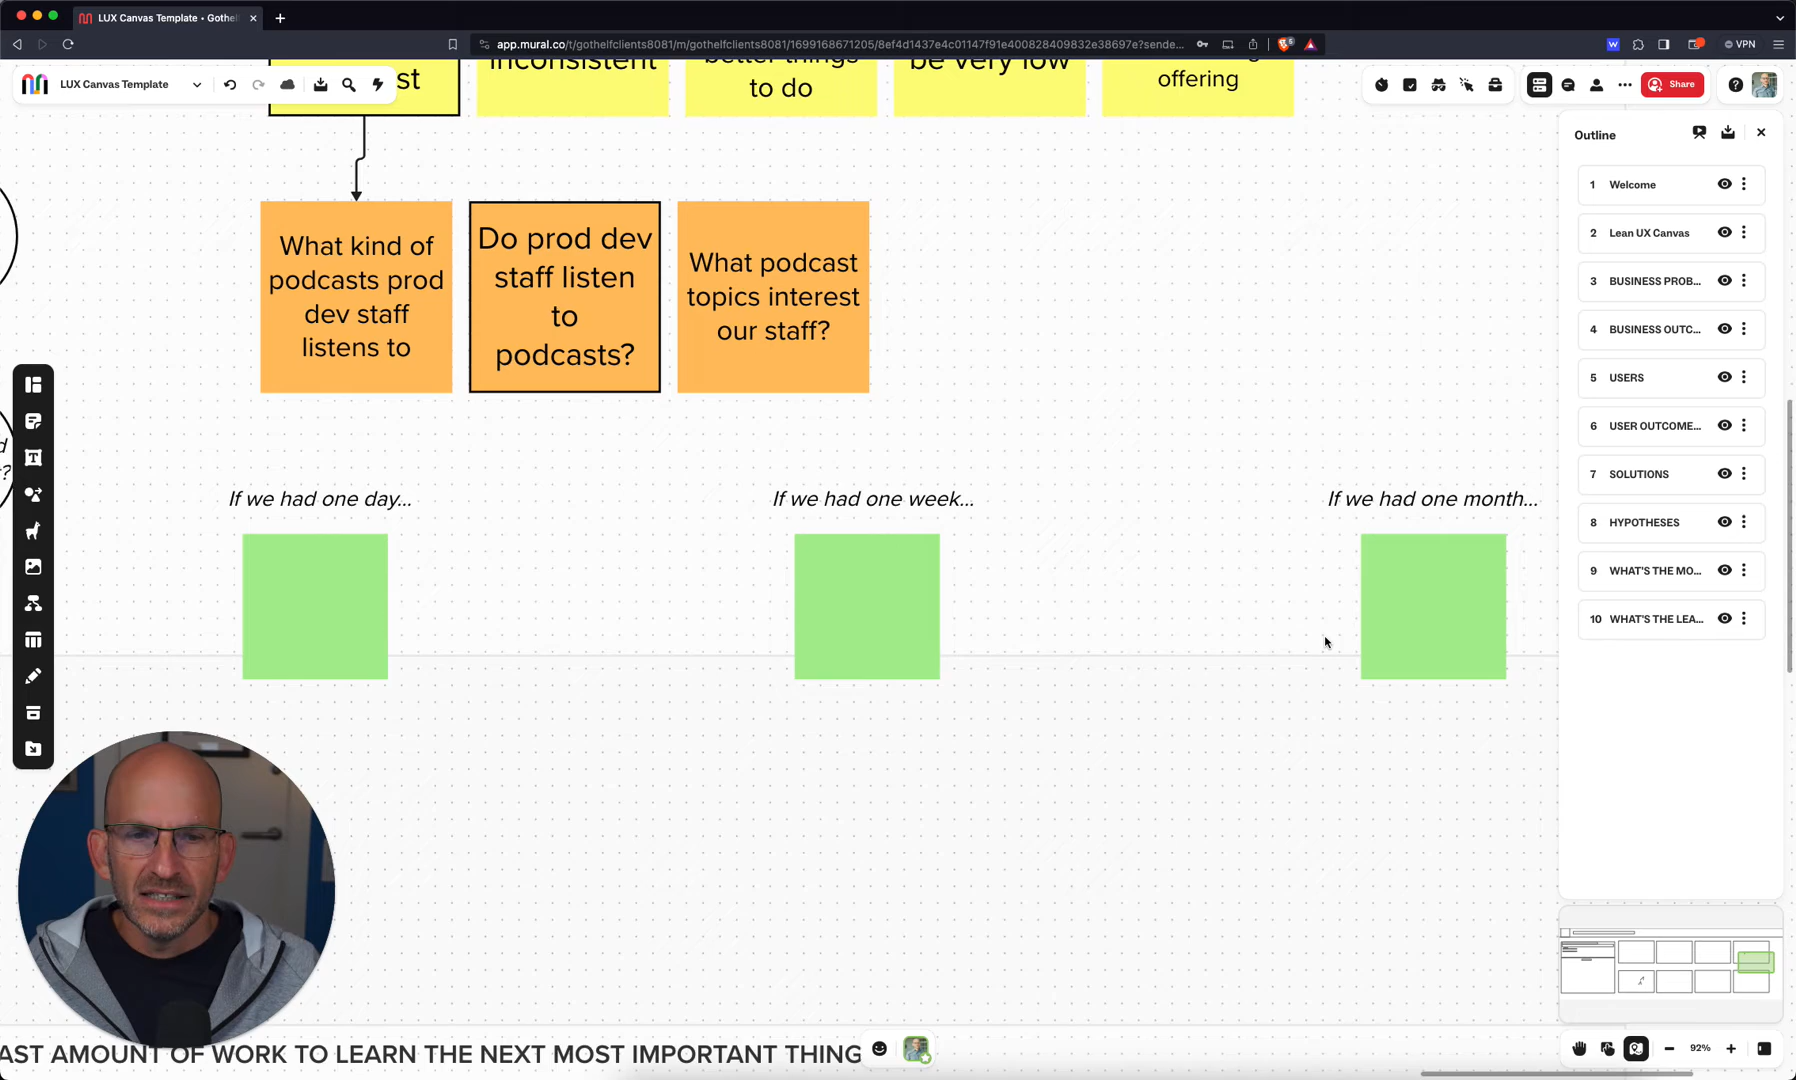 LUX Canvas Template • Gothel
app.mural.co/t/gothelfclients8081/m/gothelfclients8081/1699168671205/8ef4d1437e4c01147f91e400828409832e38697e?sende...
VPN
LUX Canvas Template
Share
st
inconsistent
better things
to do
be very low
offering
Outline
1 Welcome
2 Lean UX Canvas
3 BUSINESS PROB...
4 BUSINESS OUTC...
5 USERS
6 USER OUTCOME...
7 SOLUTIONS
8 HYPOTHESES
9 WHAT'S THE MO...
10 WHAT'S THE LEA...
What kind of
podcasts prod
dev staff
listens to
Do prod dev
staff listen
to
podcasts?
What podcast
topics interest
our staff?
d
?
If we had one day...
If we had one week...
If we had one month...
AST AMOUNT OF WORK TO LEARN THE NEXT MOST IMPORTANT THING
92%